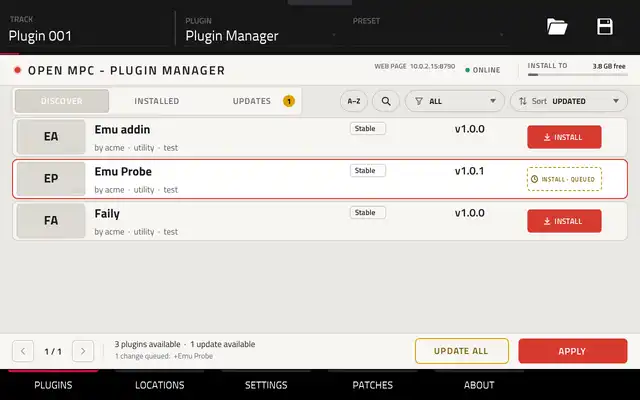 TRACK
Plugin 001
PLUGIN
Plugin Manager
PRESET
OPEN MPC - PLUGIN MANAGER
WEB PAGE 10.0.2.15:8790
ONLINE
INSTALL TO
3.8 GB free
DISCOVER
INSTALLED
UPDATES
1
A–Z
ALL
Sort UPDATED
EA
Emu addin
by acme · utility · test
Stable
v1.0.0
INSTALL
EP
Emu Probe
by acme · utility · test
Stable
v1.0.1
INSTALL · QUEUED
FA
Faily
by acme · utility · test
Stable
v1.0.0
INSTALL
1 / 1
3 plugins available · 1 update available
1 change queued: +Emu Probe
UPDATE ALL
APPLY
PLUGINS
LOCATIONS
SETTINGS
PATCHES
ABOUT